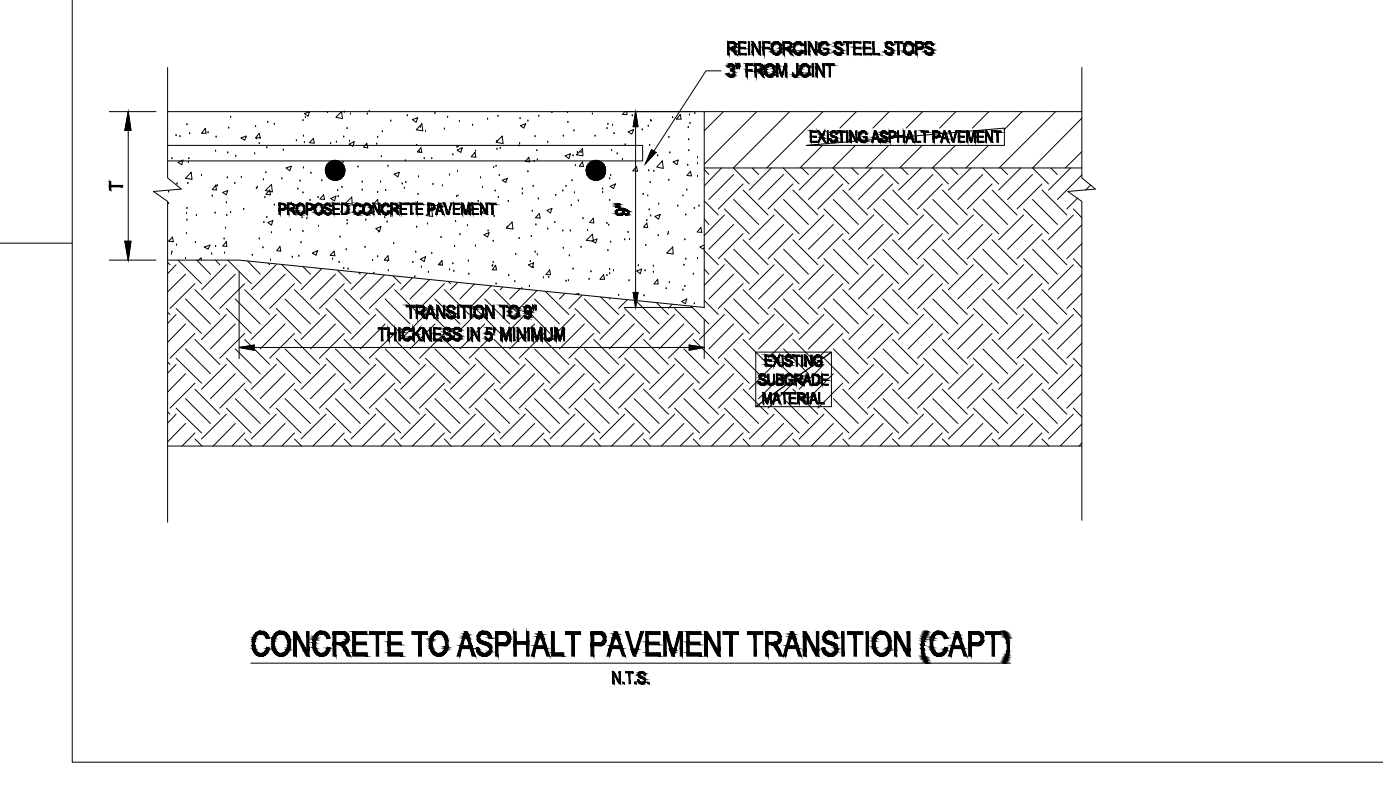 REINFORCING STEEL STOPS
3" FROM JOINT
EXISTING ASPHALT PAVEMENT
T
PROPOSED CONCRETE PAVEMENT
9"
TRANSITION TO 9"
THICKNESS IN 5' MINIMUM
EXISTING
SUBGRADE
MATERIAL
CONCRETE TO ASPHALT PAVEMENT TRANSITION (CAPT)
N.T.S.